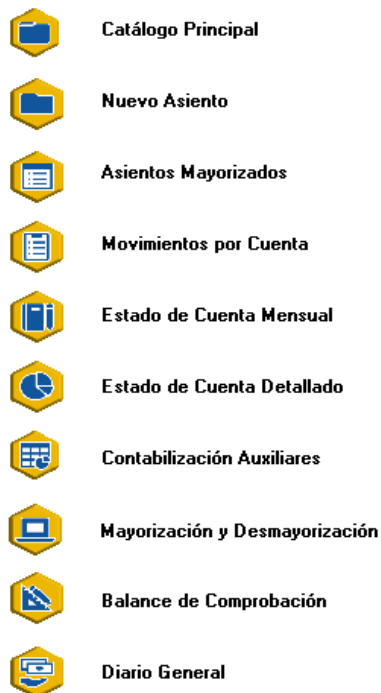 Catálogo Principal
Nuevo Asiento
Asientos Mayorizados
Movimientos por Cuenta
Estado de Cuenta Mensual
Estado de Cuenta Detallado
Contabilización Auxiliares
Mayorización y Desmayorización
Balance de Comprobación
Diario General